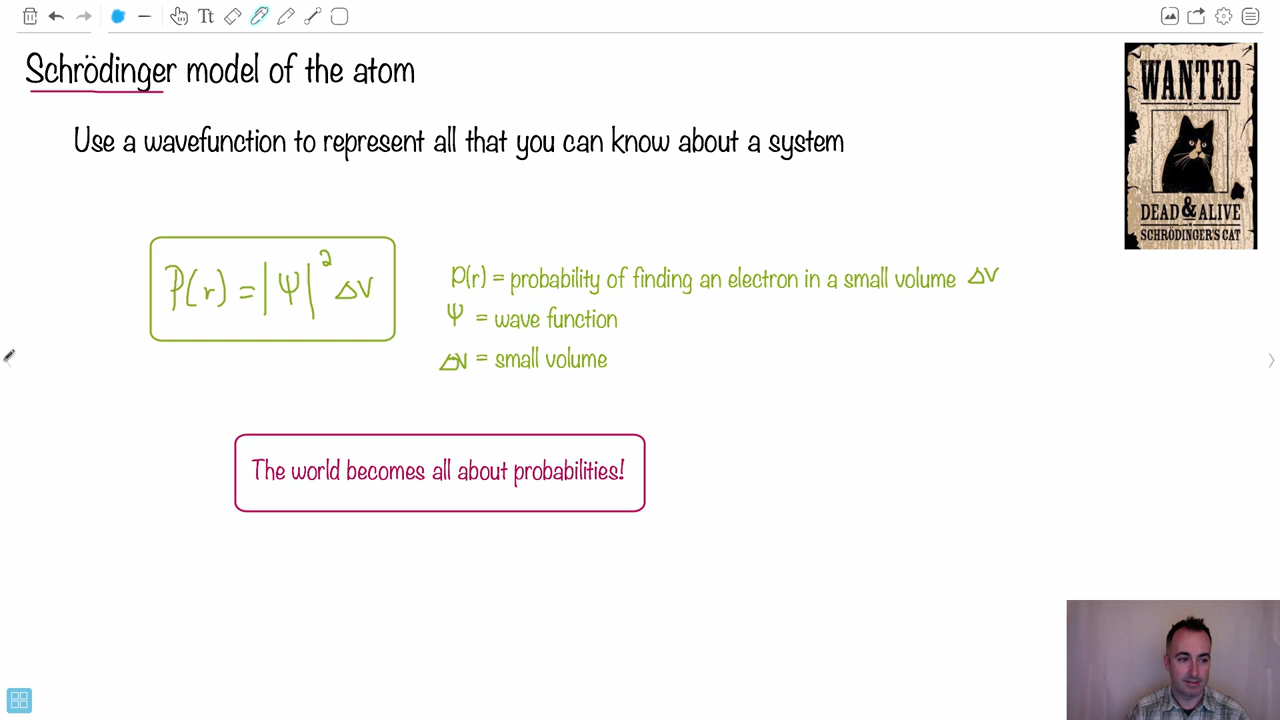 Tt
Schrödinger model of the atom
WANTED
DEAD & ALIVE
SCHRÖDINGER'S CAT
Use a wavefunction to represent all that you can know about a system
P(r) = |Ψ|² ΔV
P(r) = probability of finding an electron in a small volume ΔV
Ψ = wave function
ΔV = small volume
The world becomes all about probabilities!